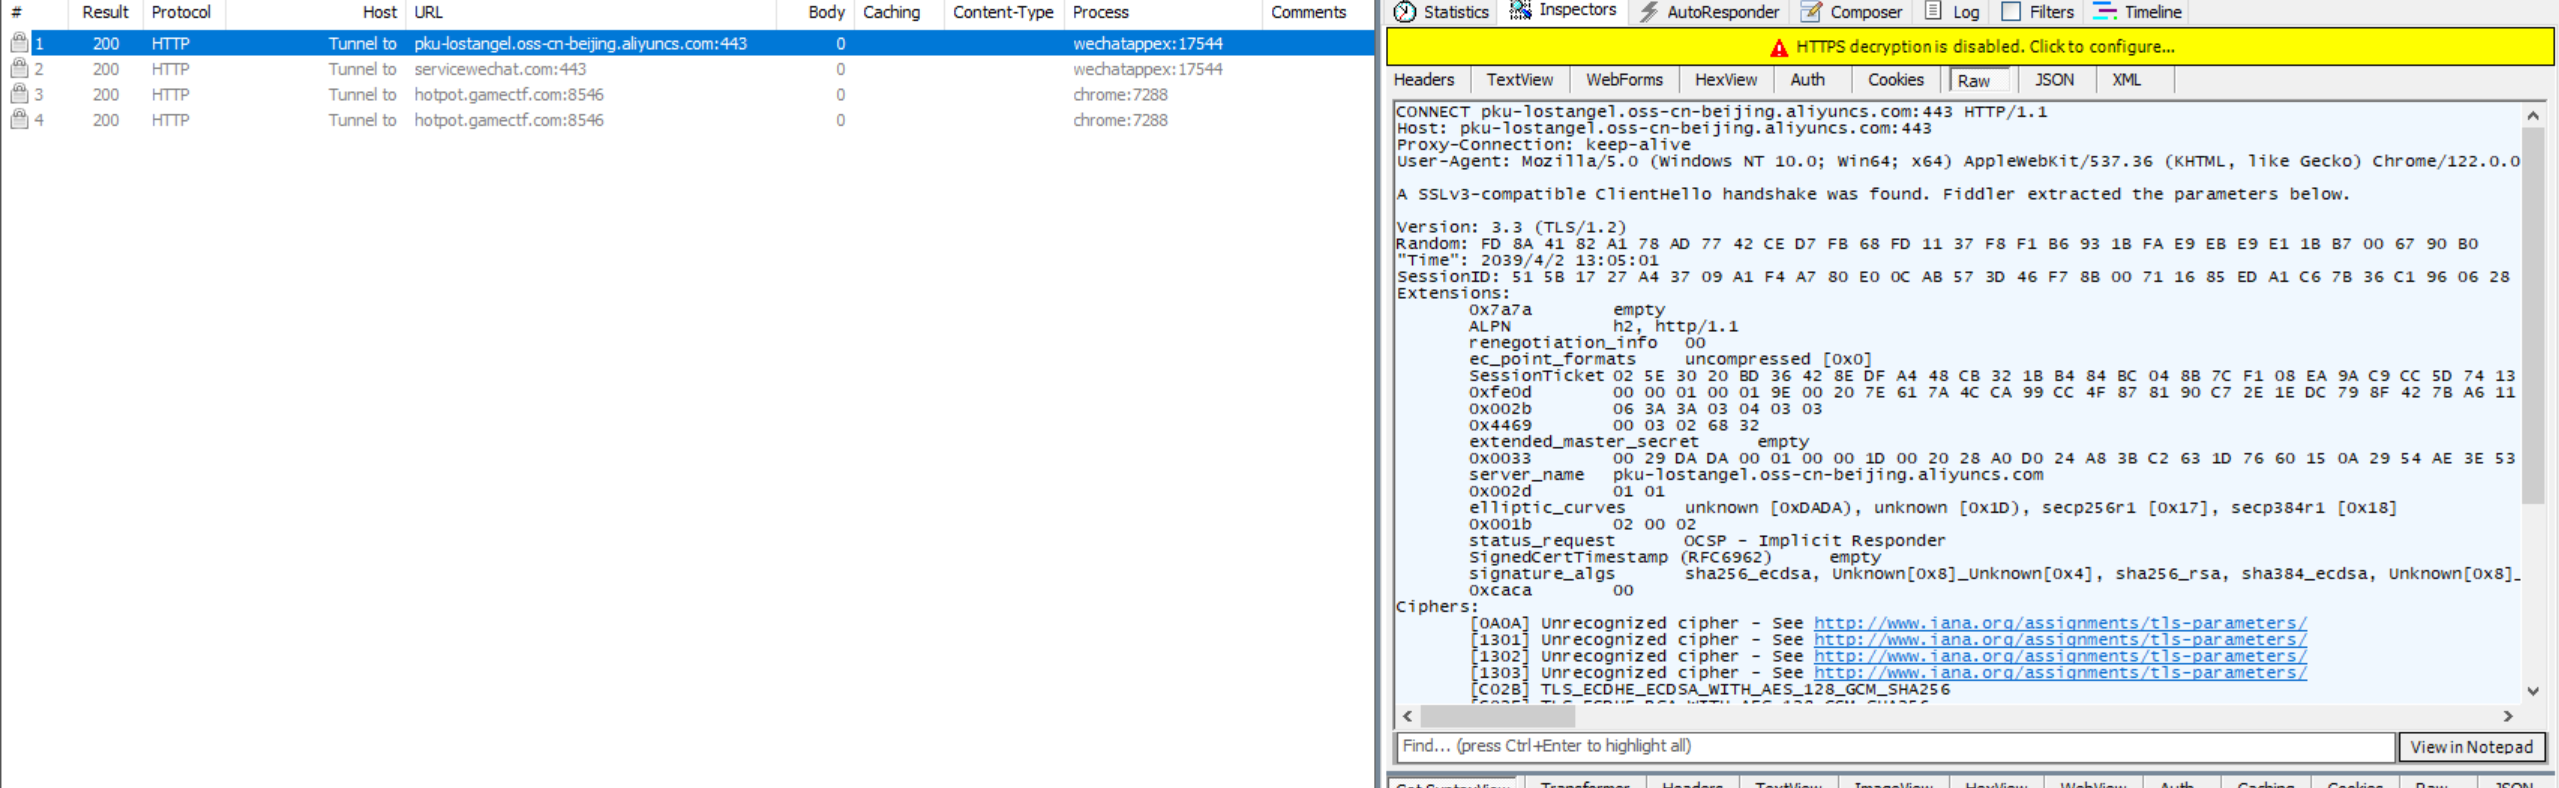 # Result Protocol Host URL Body Caching Content-Type Process Comments
1 200 HTTP Tunnel to pku-lostangel.oss-cn-beijing.aliyuncs.com:443 0 wechatappex:17544
2 200 HTTP Tunnel to servicewechat.com:443 0 wechatappex:17544
3 200 HTTP Tunnel to hotpot.gamectf.com:8546 0 chrome:7288
4 200 HTTP Tunnel to hotpot.gamectf.com:8546 0 chrome:7288
Statistics Inspectors AutoResponder Composer Log Filters Timeline
HTTPS decryption is disabled. Click to configure...
Headers TextView WebForms HexView Auth Cookies Raw JSON XML
CONNECT pku-lostangel.oss-cn-beijing.aliyuncs.com:443 HTTP/1.1
Host: pku-lostangel.oss-cn-beijing.aliyuncs.com:443
Proxy-Connection: keep-alive
User-Agent: Mozilla/5.0 (Windows NT 10.0; Win64; x64) AppleWebKit/537.36 (KHTML, like Gecko) Chrome/122.0.0
A SSLv3-compatible ClientHello handshake was found. Fiddler extracted the parameters below.
Version: 3.3 (TLS/1.2)
Random: FD 8A 41 82 A1 78 AD 77 42 CE D7 FB 68 FD 11 37 F8 F1 B6 93 1B FA E9 EB E9 E1 1B B7 00 67 90 B0
"Time": 2039/4/2 13:05:01
SessionID: 51 5B 17 27 A4 37 09 A1 F4 A7 80 E0 0C AB 57 3D 46 F7 8B 00 71 16 85 ED A1 C6 7B 36 C1 96 06 28
Extensions:
0x7a7a empty
ALPN h2, http/1.1
renegotiation_info 00
ec_point_formats uncompressed [0x0]
SessionTicket 02 5E 30 20 BD 36 42 8E DF A4 48 CB 32 1B B4 84 BC 04 8B 7C F1 08 EA 9A C9 CC 5D 74 13
0xfe0d 00 00 01 00 01 9E 00 20 7E 61 7A 4C CA 99 CC 4F 87 81 90 C7 2E 1E DC 79 8F 42 7B A6 11
0x002b 06 3A 3A 03 04 03 03
0x4469 00 03 02 68 32
extended_master_secret empty
0x0033 00 29 DA DA 00 01 00 00 1D 00 20 28 A0 D0 24 A8 3B C2 63 1D 76 60 15 0A 29 54 AE 3E 53
server_name pku-lostangel.oss-cn-beijing.aliyuncs.com
0x002d 01 01
elliptic_curves unknown [0xDADA), unknown [0x1D), secp256r1 [0x17], secp384r1 [0x18]
0x001b 02 00 02
status_request OCSP - Implicit Responder
SignedCertTimestamp (RFC6962) empty
signature_algs sha256_ecdsa, Unknown[0x8]_Unknown[0x4], sha256_rsa, sha384_ecdsa, Unknown[0x8]_
0xcaca 00
Ciphers:
[0A0A] Unrecognized cipher - See http://www.iana.org/assignments/tls-parameters/
[1301] Unrecognized cipher - See http://www.iana.org/assignments/tls-parameters/
[1302] Unrecognized cipher - See http://www.iana.org/assignments/tls-parameters/
[1303] Unrecognized cipher - See http://www.iana.org/assignments/tls-parameters/
[C02B] TLS_ECDHE_ECDSA_WITH_AES_128_GCM_SHA256
[C02F] TLS_ECDHE_RSA_WITH_AES_128_GCM_SHA256
Find... (press Ctrl+Enter to highlight all) View in Notepad
Get SyntaxView Transformer Headers TextView ImageView HexView WebView Auth Caching Cookies Raw JSON